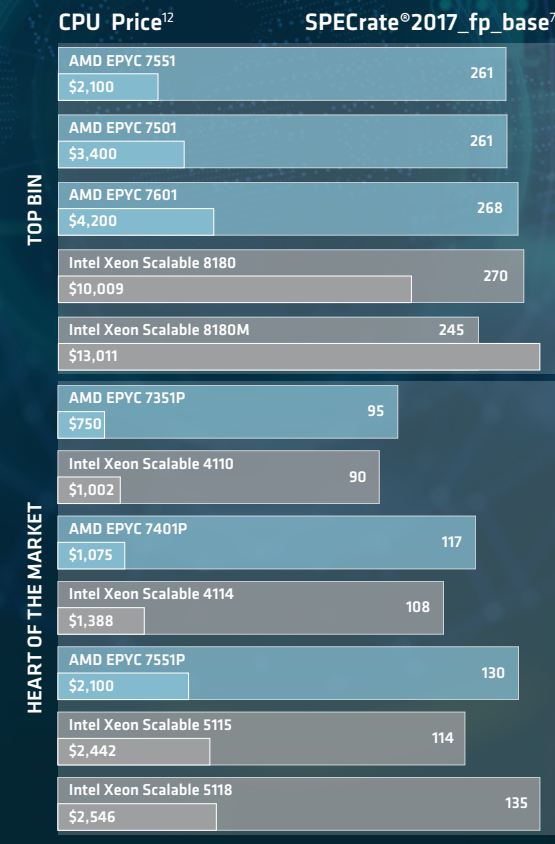 CPU Price12
SPECrate®2017_fp_base7
TOP BIN
AMD EPYC 7551
261
$2,100
AMD EPYC 7501
261
$3,400
AMD EPYC 7601
268
$4,200
Intel Xeon Scalable 8180
270
$10,009
Intel Xeon Scalable 8180M
245
$13,011
HEART OF THE MARKET
AMD EPYC 7351P
95
$750
Intel Xeon Scalable 4110
90
$1,002
AMD EPYC 7401P
117
$1,075
Intel Xeon Scalable 4114
108
$1,388
AMD EPYC 7551P
130
$2,100
Intel Xeon Scalable 5115
114
$2,442
Intel Xeon Scalable 5118
135
$2,546